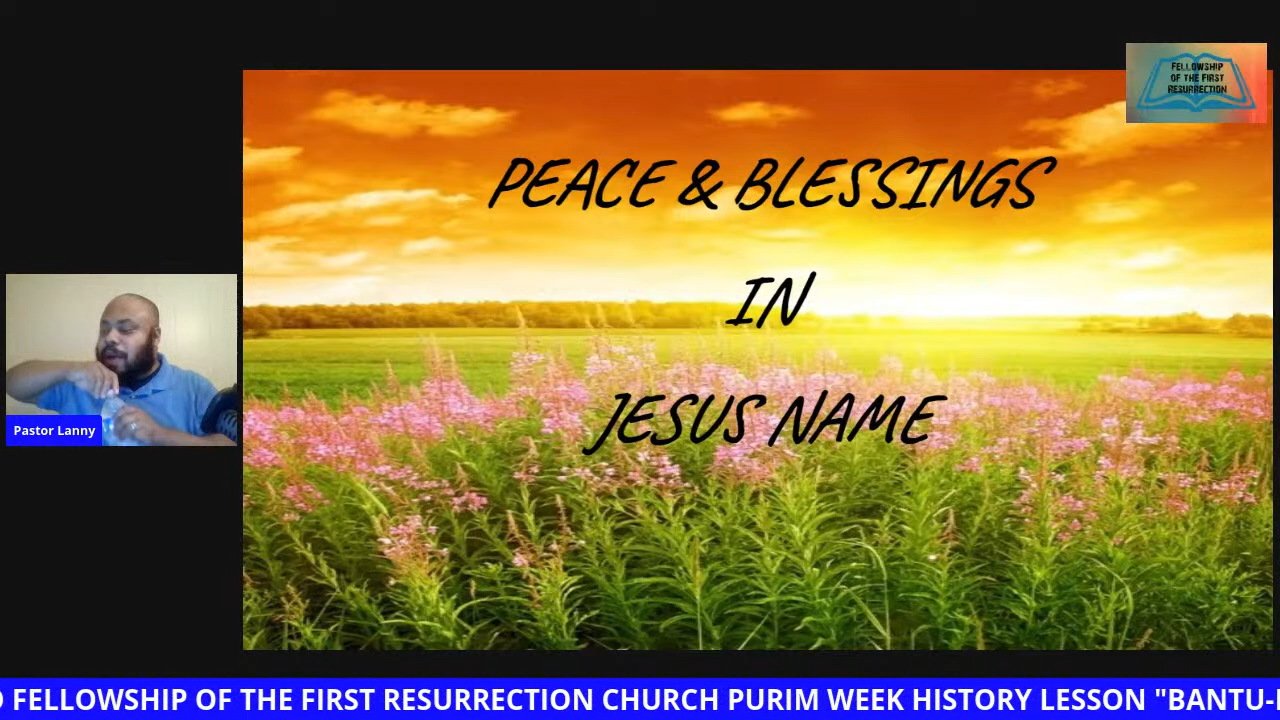 FELLOWSHIP
OF THE FIRST
RESURRECTION
PEACE & BLESSINGS
IN
JESUS NAME
Pastor Lanny
FELLOWSHIP OF THE FIRST RESURRECTION CHURCH PURIM WEEK HISTORY LESSON "BANTU-